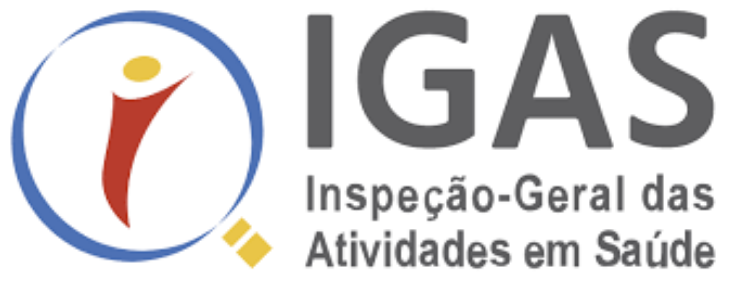 IGAS
Inspeção-Geral das
Atividades em Saúde